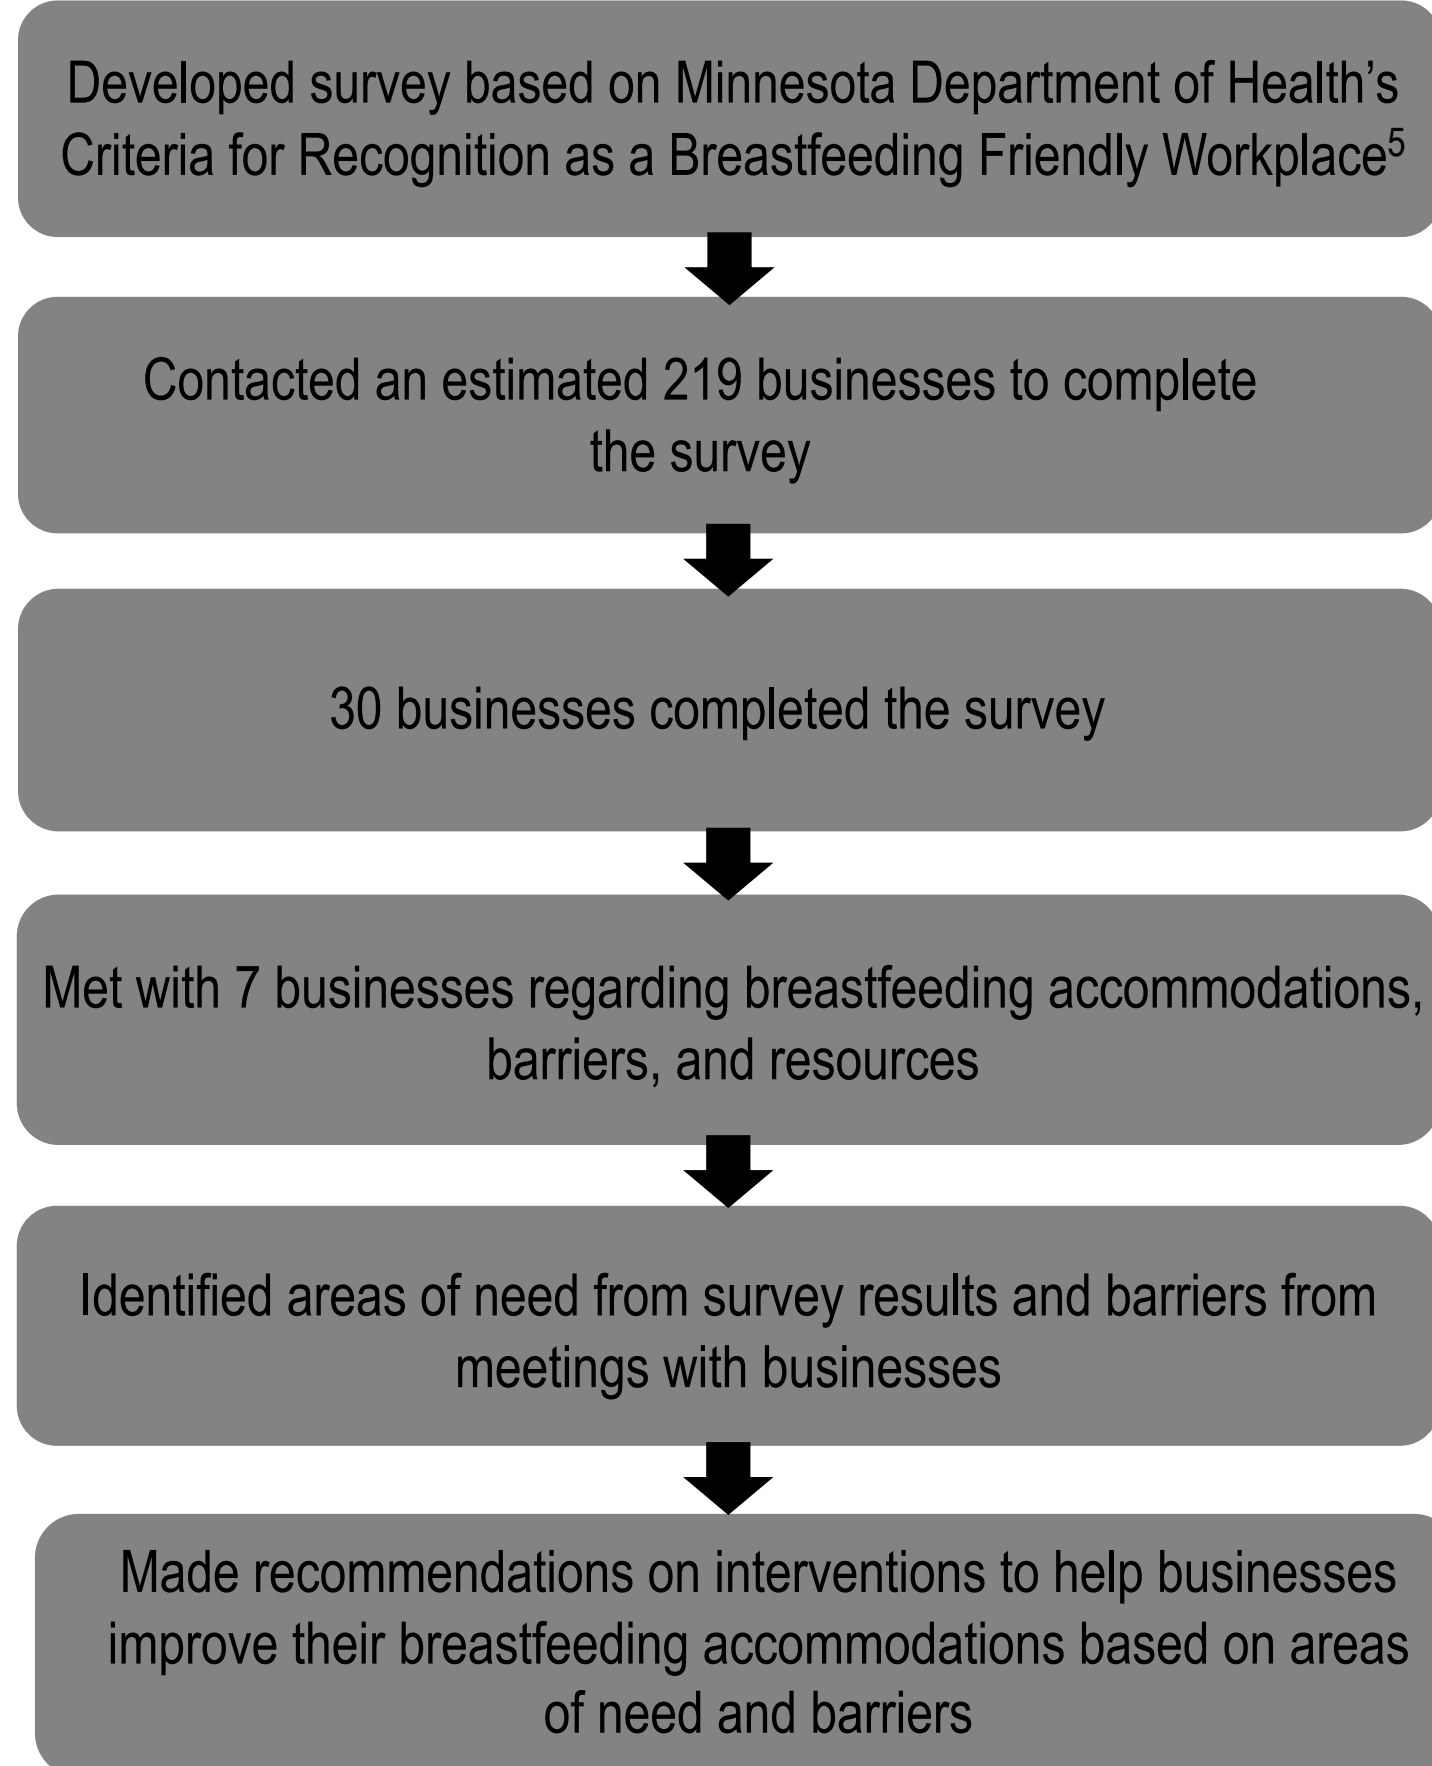 Developed survey based on Minnesota Department of Health’s
Criteria for Recognition as a Breastfeeding Friendly Workplace⁵
Contacted an estimated 219 businesses to complete
the survey
30 businesses completed the survey
Met with 7 businesses regarding breastfeeding accommodations,
barriers, and resources
Identified areas of need from survey results and barriers from
meetings with businesses
Made recommendations on interventions to help businesses
improve their breastfeeding accommodations based on areas
of need and barriers